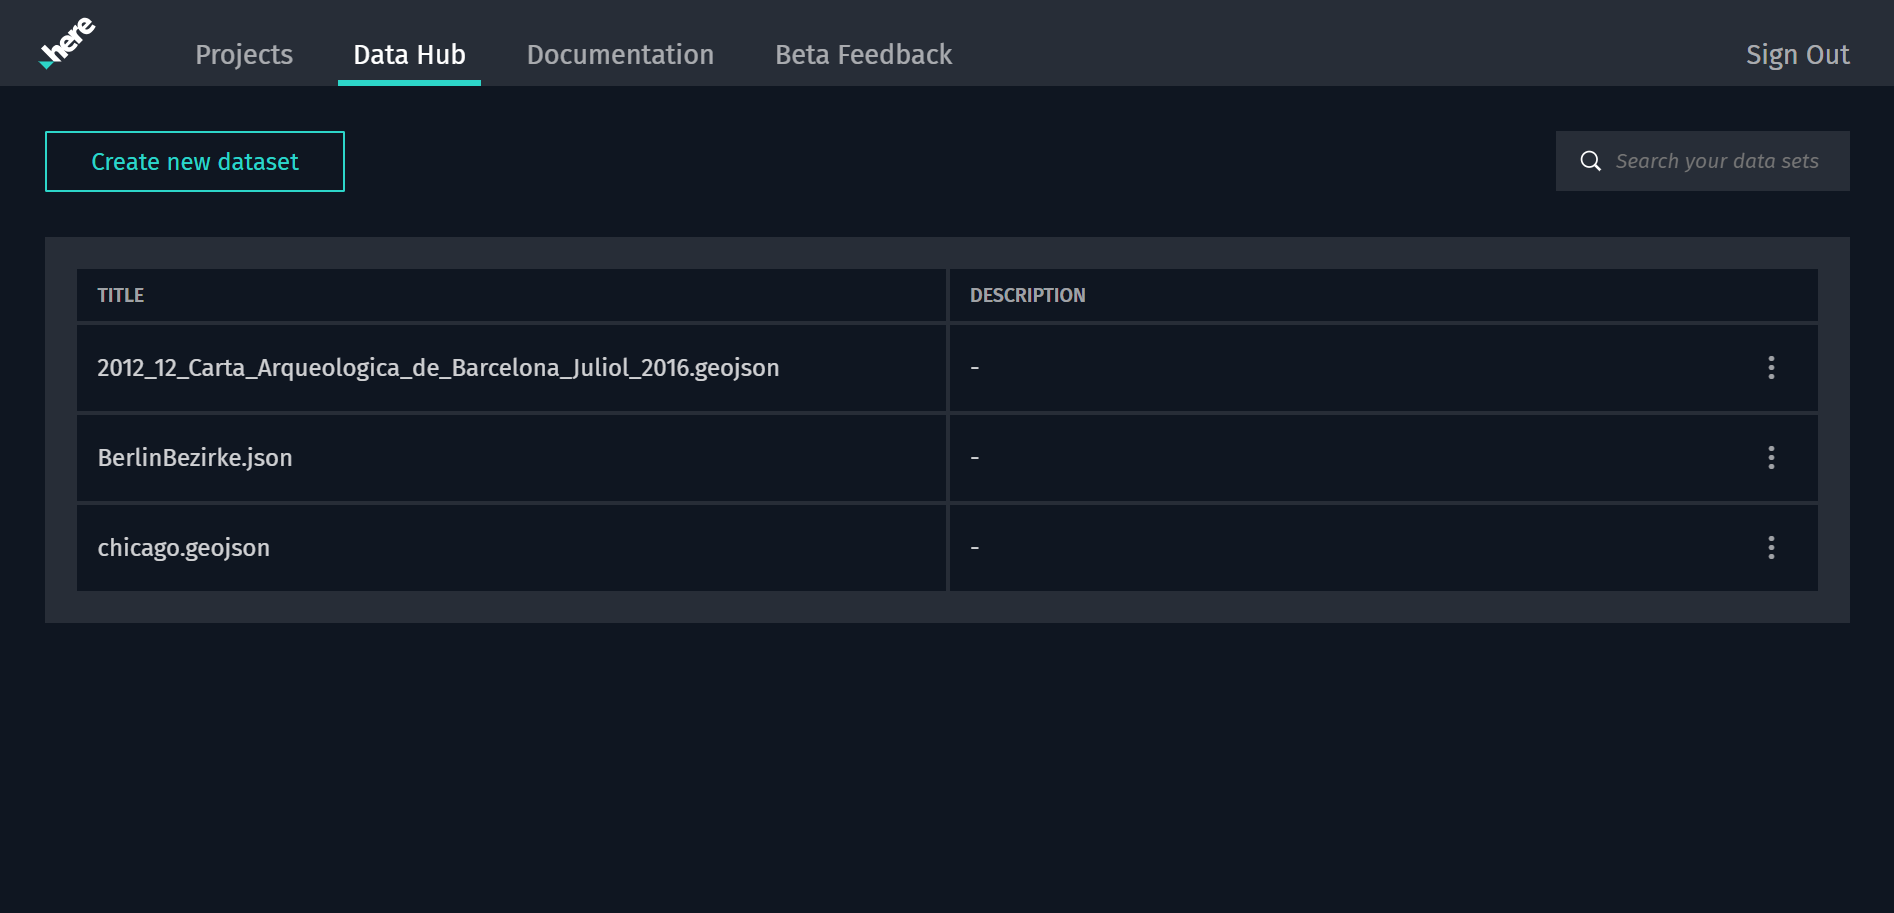 here
Projects
Data Hub
Documentation
Beta Feedback
Sign Out
Create new dataset
Search your data sets
TITLE
DESCRIPTION
2012_12_Carta_Arqueologica_de_Barcelona_Juliol_2016.geojson
-
BerlinBezirke.json
-
chicago.geojson
-